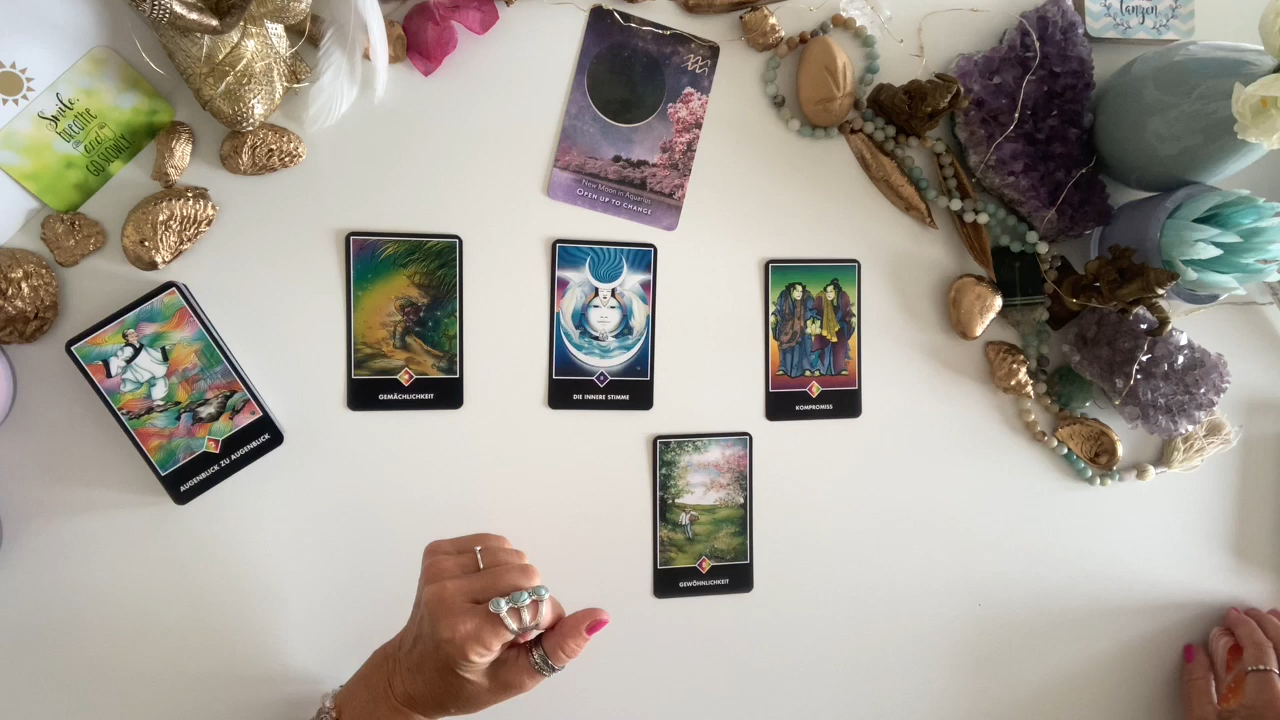 tanzen
Smile,
breathe
and
GO SLOWLY
New Moon in Aquarius
OPEN UP TO CHANGE
GEMÄCHLICHKEIT
DIE INNERE STIMME
KOMPROMISS
AUGENBLICK ZU AUGENBLICK
GEWÖHNLICHKEIT